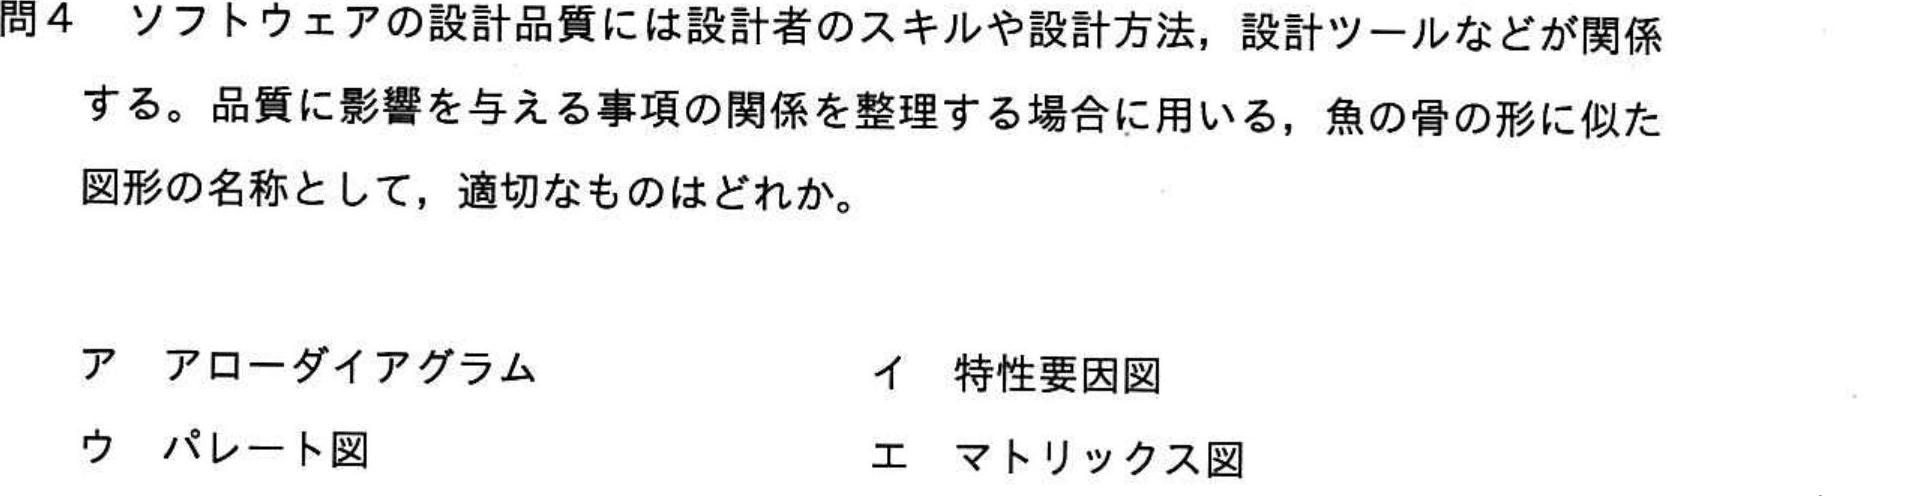 問４　ソフトウェアの設計品質には設計者のスキルや設計方法，設計ツールなどが関係
する。品質に影響を与える事項の関係を整理する場合に用いる，魚の骨の形に似た
図形の名称として，適切なものはどれか。
ア　アローダイアグラム　イ　特性要因図
ウ　パレート図　エ　マトリックス図